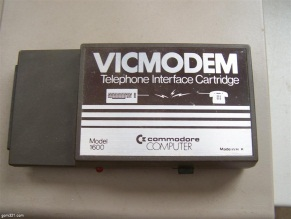 VICMODEM
Telephone Interface Cartridge
Model
1600
commodore
COMPUTER